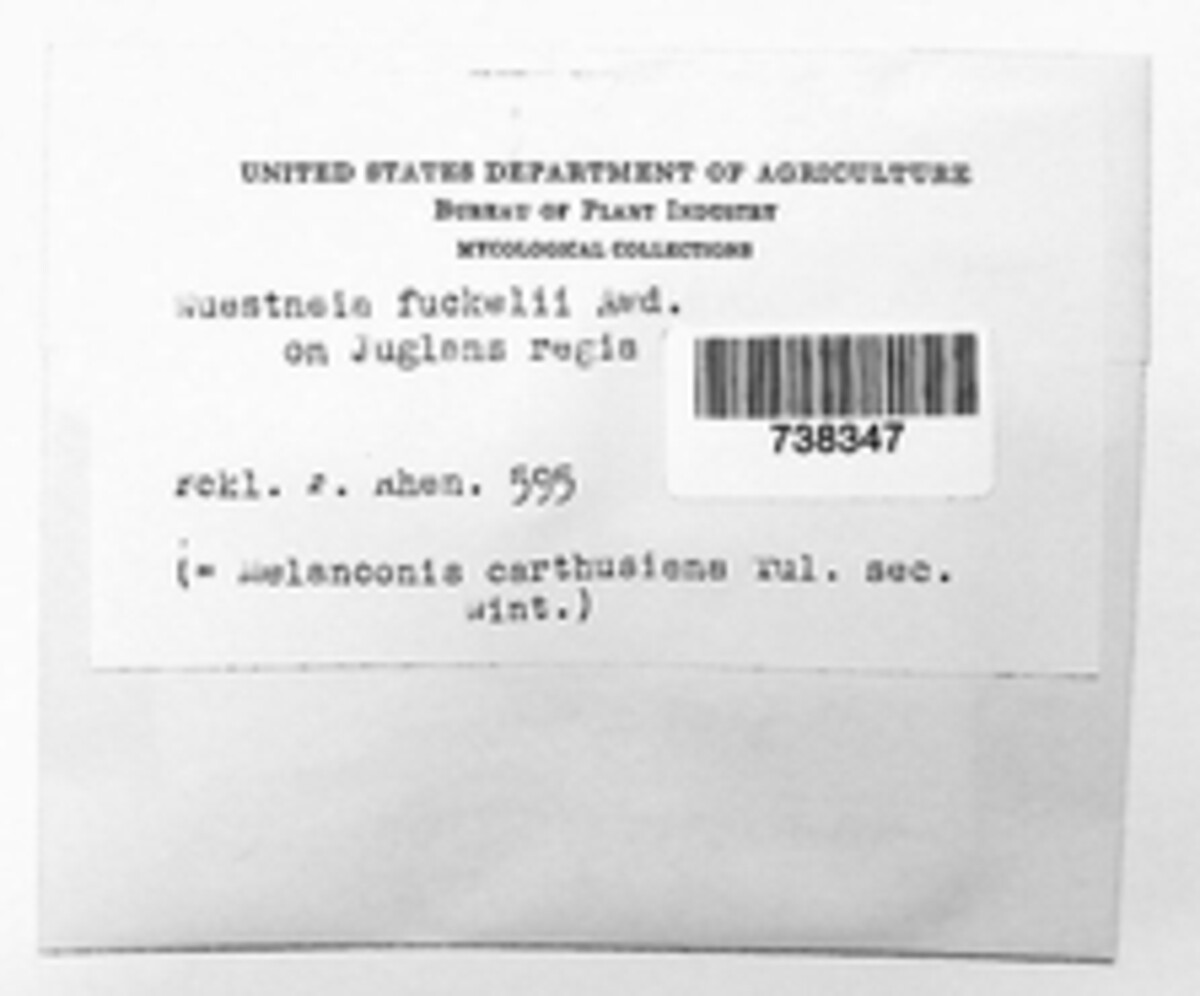 UNITED STATES DEPARTMENT OF AGRICULTURE
BUREAU OF PLANT INDUSTRY
MYCOLOGICAL COLLECTIONS
Wuestneia fuckelii Awd.
on Juglans regia
738347
Fckl. F. Rhen. 595
(= Melanconis carthusiana Tul. sec.
Wint.)